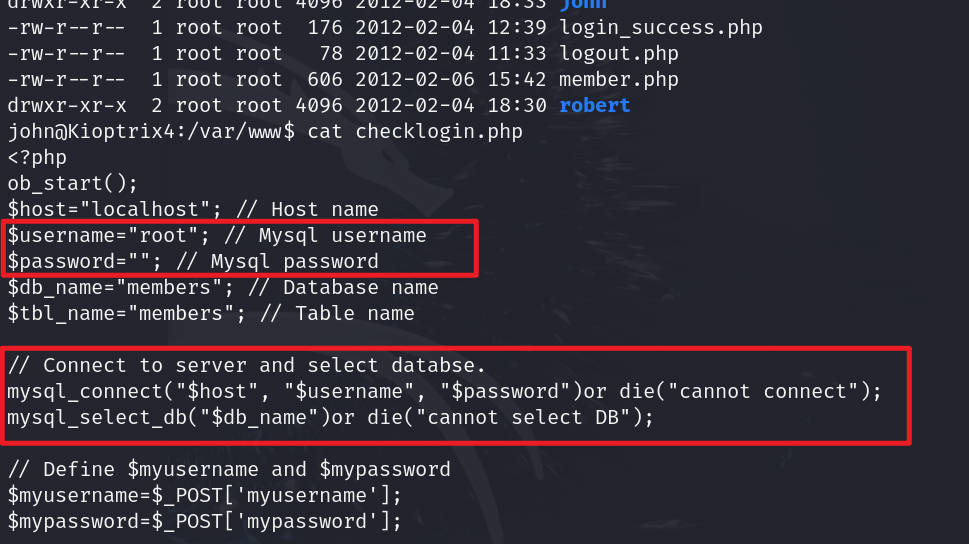 drwxr-xr-x  2 root root 4096 2012-02-04 18:33 john
-rw-r--r--  1 root root  176 2012-02-04 12:39 login_success.php
-rw-r--r--  1 root root   78 2012-02-04 11:33 logout.php
-rw-r--r--  1 root root  606 2012-02-06 15:42 member.php
drwxr-xr-x  2 root root 4096 2012-02-04 18:30 robert
john@Kioptrix4:/var/www$ cat checklogin.php
<?php
ob_start();
$host="localhost"; // Host name
$username="root"; // Mysql username
$password=""; // Mysql password
$db_name="members"; // Database name
$tbl_name="members"; // Table name
// Connect to server and select databse.
mysql_connect("$host", "$username", "$password")or die("cannot connect");
mysql_select_db("$db_name")or die("cannot select DB");
// Define $myusername and $mypassword
$myusername=$_POST['myusername'];
$mypassword=$_POST['mypassword'];